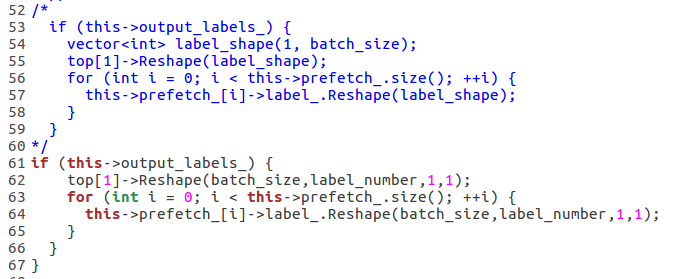 52 /*
53   if (this->output_labels_) {
54     vector<int> label_shape(1, batch_size);
55     top[1]->Reshape(label_shape);
56     for (int i = 0; i < this->prefetch_.size(); ++i) {
57       this->prefetch_[i]->label_.Reshape(label_shape);
58     }
59   }
60 */
61 if (this->output_labels_) {
62     top[1]->Reshape(batch_size,label_number,1,1);
63     for (int i = 0; i < this->prefetch_.size(); ++i) {
64       this->prefetch_[i]->label_.Reshape(batch_size,label_number,1,1);
65     }
66   }
67 }